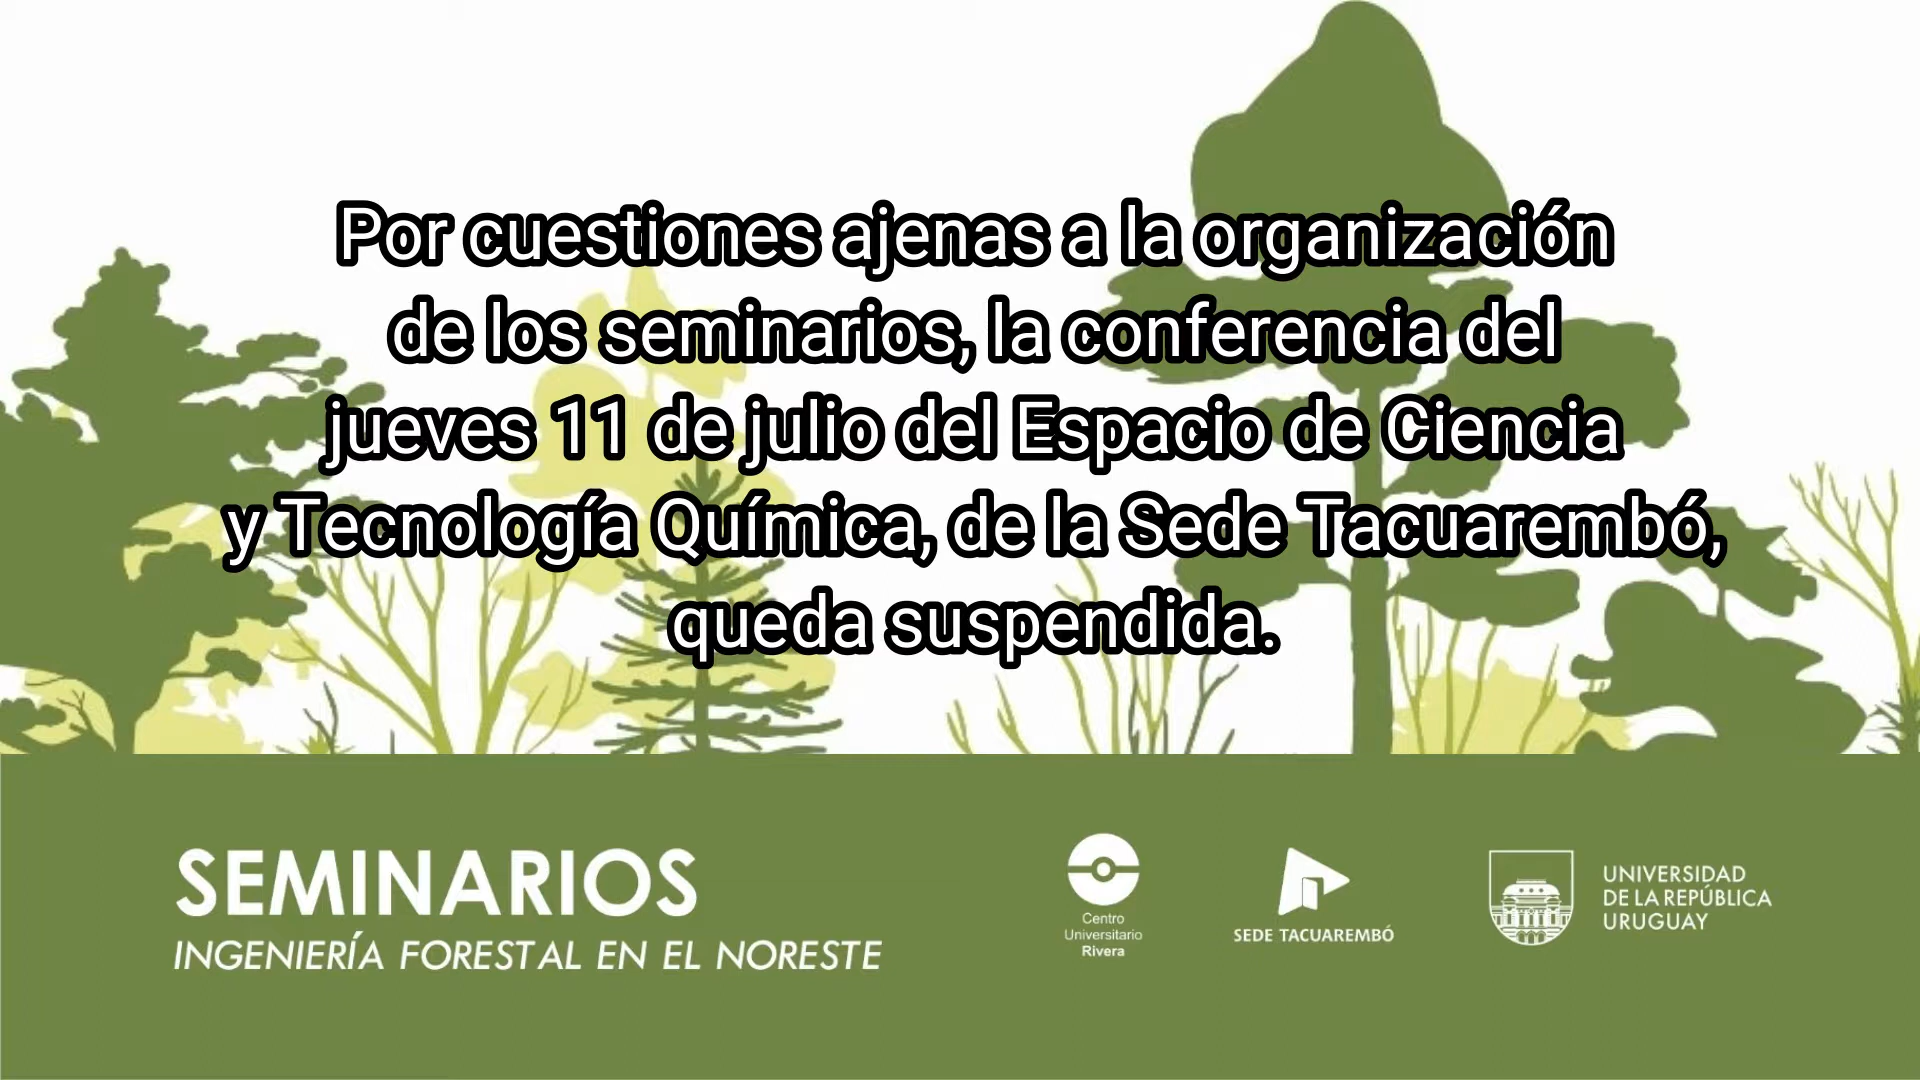 Por cuestiones ajenas a la organización
de los seminarios, la conferencia del
jueves 11 de julio del Espacio de Ciencia
y Tecnología Química, de la Sede Tacuarembó,
queda suspendida.
SEMINARIOS
INGENIERÍA FORESTAL EN EL NORESTE
Centro
Universitario
Rivera
SEDE TACUAREMBÓ
UNIVERSIDAD
DE LA REPÚBLICA
URUGUAY